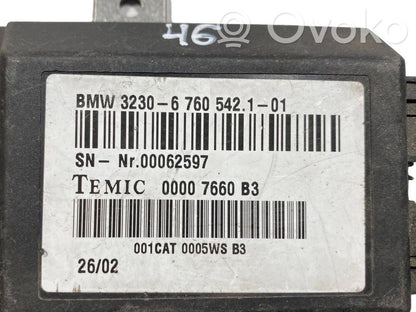 46
Ovoko
BMW 3230-6 760 542.1-01
SN- Nr.00062597
TEMIC 0000 7660 B3
001CAT 0005WS B3
26/02